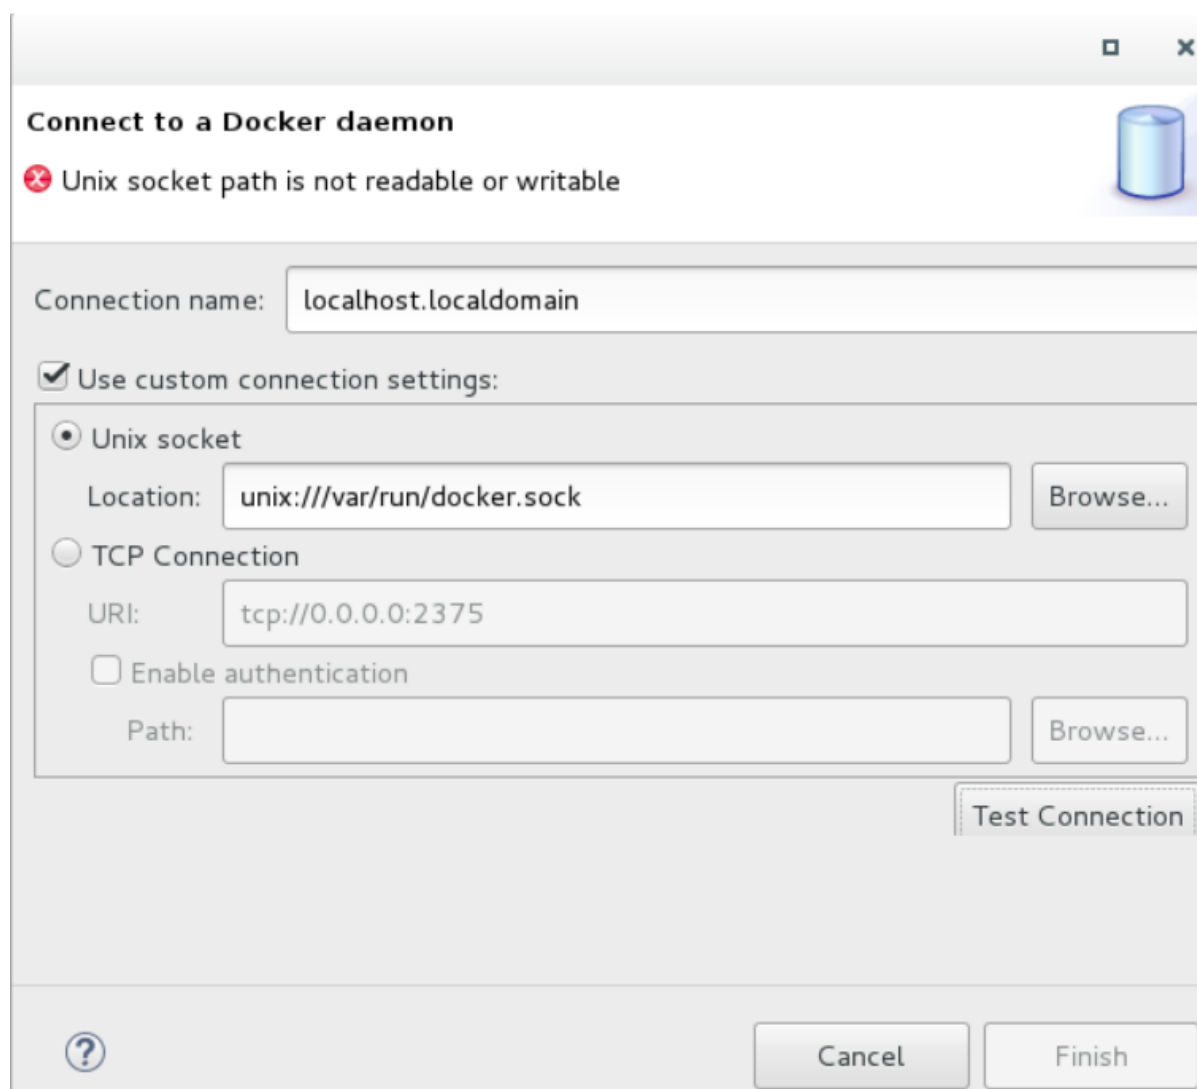 Connect to a Docker daemon
Unix socket path is not readable or writable
Connection name: localhost.localdomain
Use custom connection settings:
Unix socket
Location: unix:///var/run/docker.sock Browse...
TCP Connection
URI: tcp://0.0.0.0:2375
Enable authentication
Path: Browse...
Test Connection
Cancel Finish